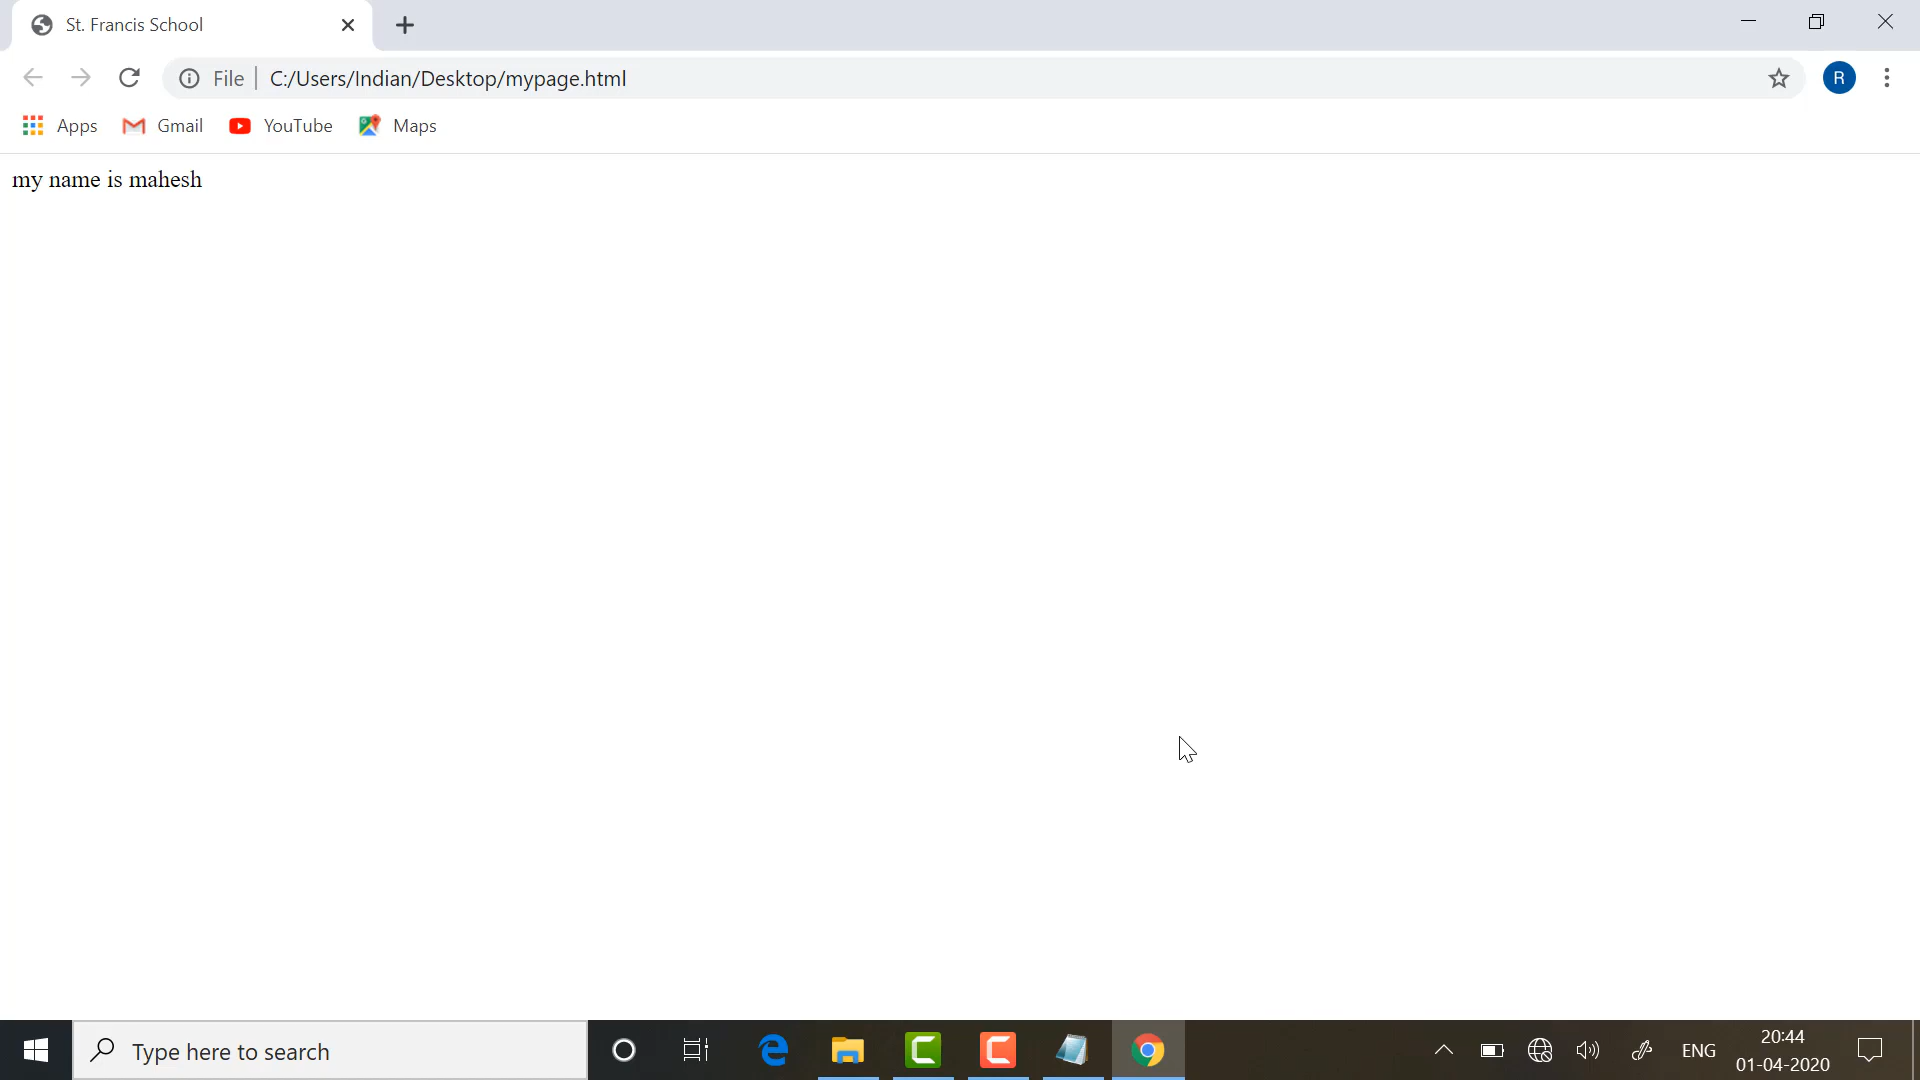 St. Francis School
File C:/Users/Indian/Desktop/mypage.html
R
Apps Gmail YouTube Maps
my name is mahesh
Type here to search
ENG
20:44
01-04-2020